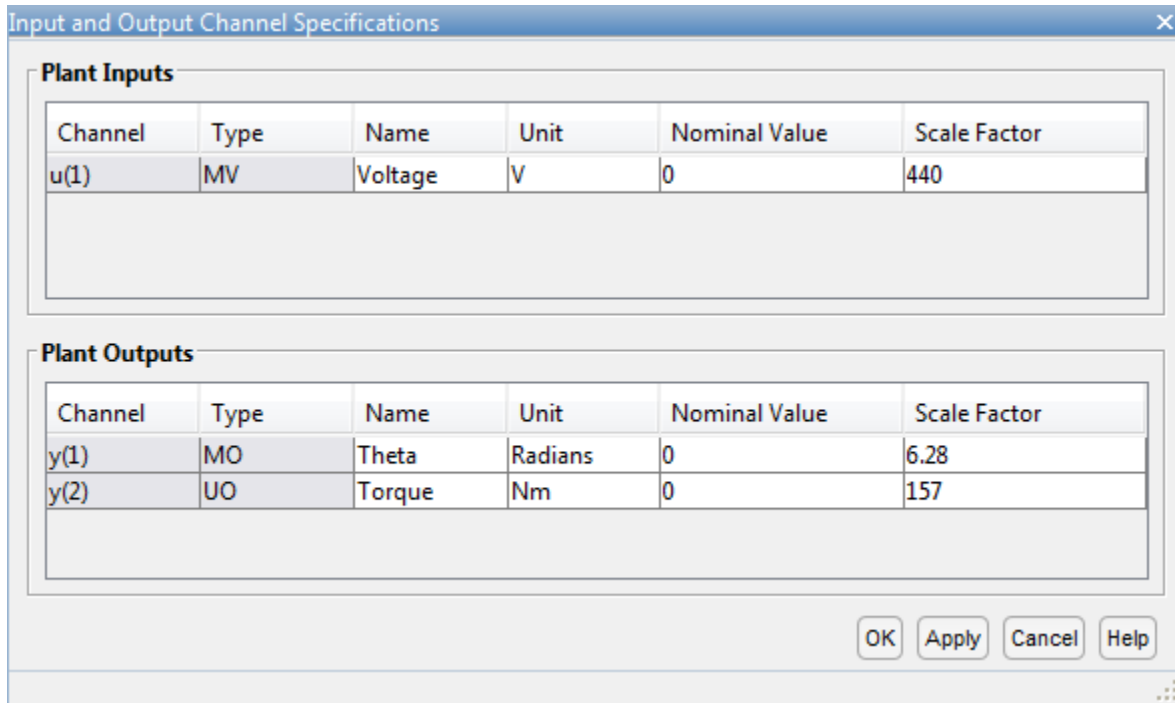 Input and Output Channel Specifications
Plant Inputs
Channel Type Name Unit Nominal Value Scale Factor
u(1) MV Voltage V 0 440
Plant Outputs
Channel Type Name Unit Nominal Value Scale Factor
y(1) MO Theta Radians 0 6.28
y(2) UO Torque Nm 0 157
OK Apply Cancel Help